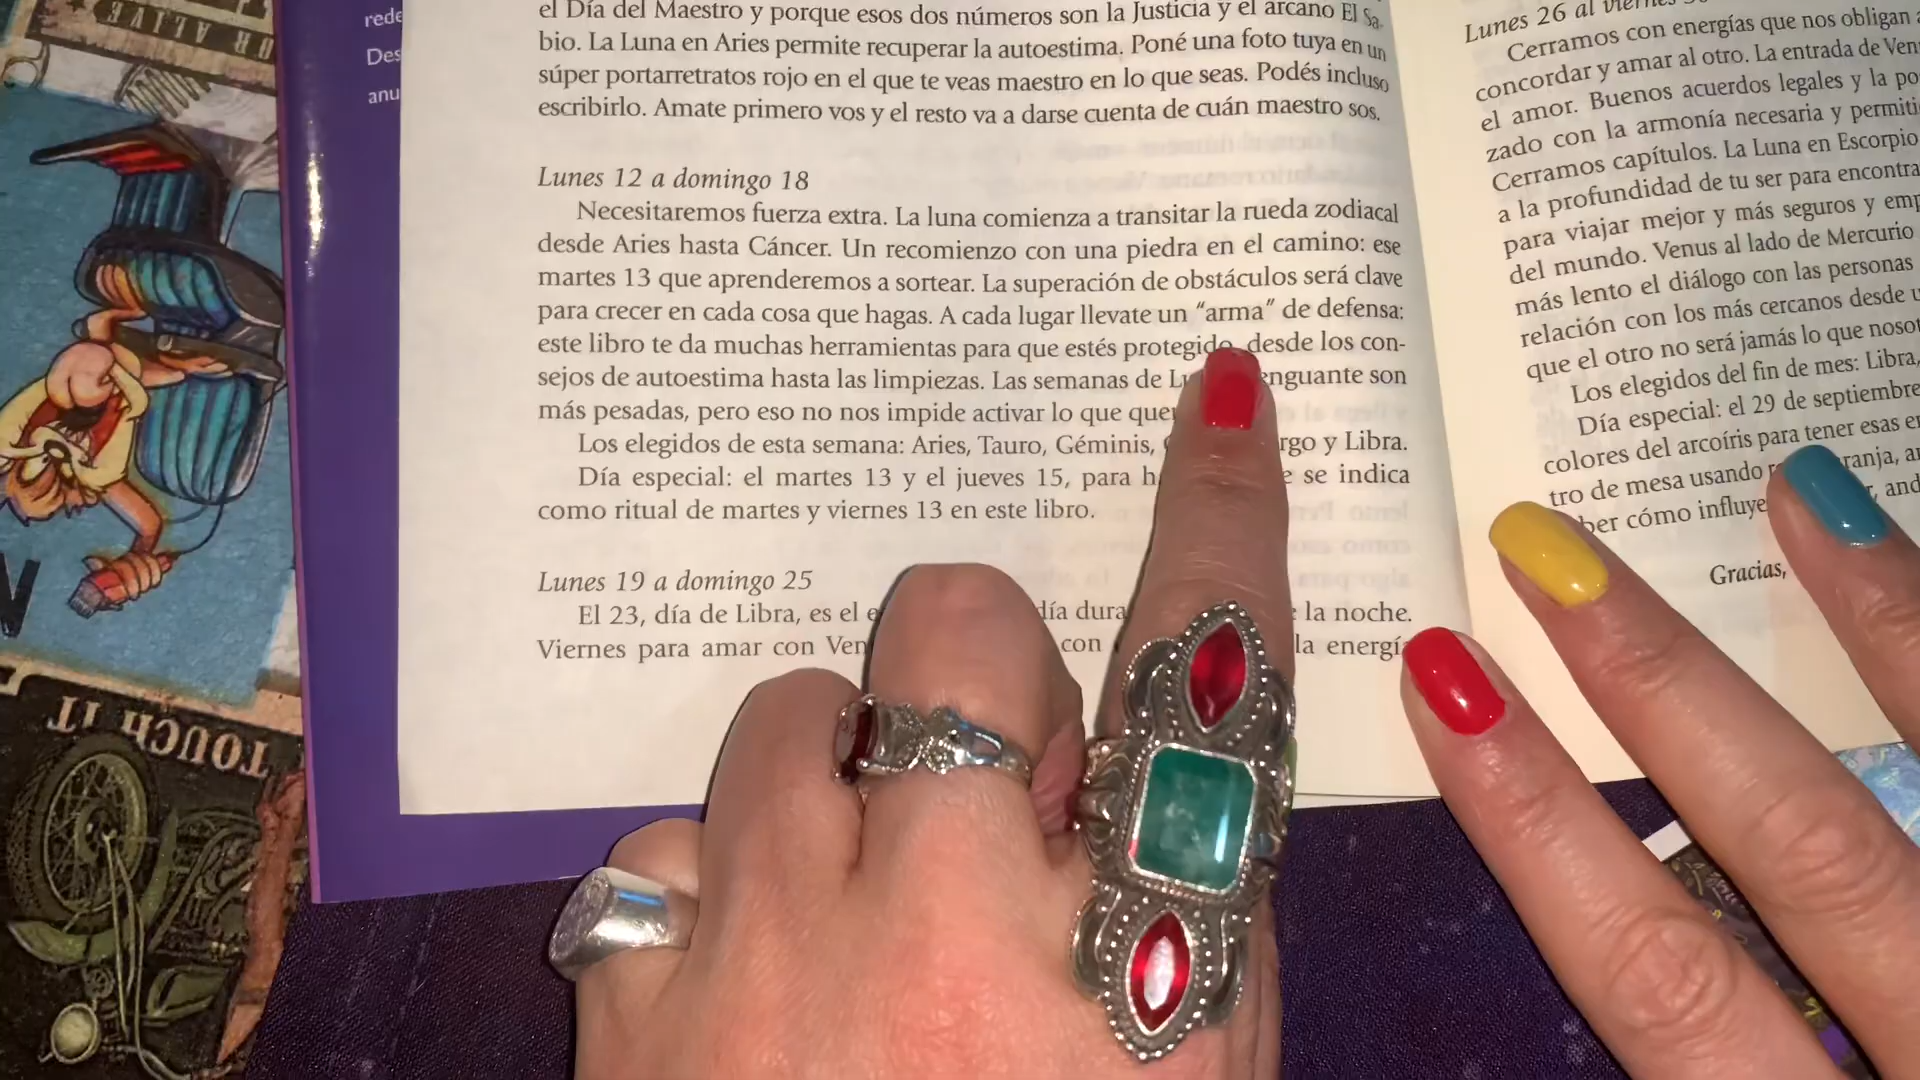 rede
Des
anu
el Día del Maestro y porque esos dos números son la Justicia y el arcano El Sa-
bio. La Luna en Aries permite recuperar la autoestima. Poné una foto tuya en un
súper portarretratos rojo en el que te veas maestro en lo que seas. Podés incluso
escribirlo. Amate primero vos y el resto va a darse cuenta de cuán maestro sos.
Lunes 12 a domingo 18
Necesitaremos fuerza extra. La luna comienza a transitar la rueda zodiacal
desde Aries hasta Cáncer. Un recomienzo con una piedra en el camino: ese
martes 13 que aprenderemos a sortear. La superación de obstáculos será clave
para crecer en cada cosa que hagas. A cada lugar llevate un “arma” de defensa:
este libro te da muchas herramientas para que estés protegido, desde los con-
sejos de autoestima hasta las limpiezas. Las semanas de Lu enguante son
más pesadas, pero eso no nos impide activar lo que que
Los elegidos de esta semana: Aries, Tauro, Géminis, rgo y Libra.
Día especial: el martes 13 y el jueves 15, para h e se indica
como ritual de martes y viernes 13 en este libro.
Lunes 19 a domingo 25
El 23, día de Libra, es el e día dura la noche.
Viernes para amar con Ven con la energía
Lunes 26 al viernes
Cerramos con energías que nos obligan a
concordar y amar al otro. La entrada de Ven
el amor. Buenos acuerdos legales y la po
zado con la armonía necesaria y permiti
Cerramos capítulos. La Luna en Escorpio
a la profundidad de tu ser para encontra
para viajar mejor y más seguros y emp
del mundo. Venus al lado de Mercurio
más lento el diálogo con las personas
relación con los más cercanos desde u
que el otro no será jamás lo que nosot
Los elegidos del fin de mes: Libra,
Día especial: el 29 de septiembre
colores del arcoíris para tener esas en
tro de mesa usando ranja, an
ber cómo influye and
Gracias,
OR ALIVE
TOUCH IT